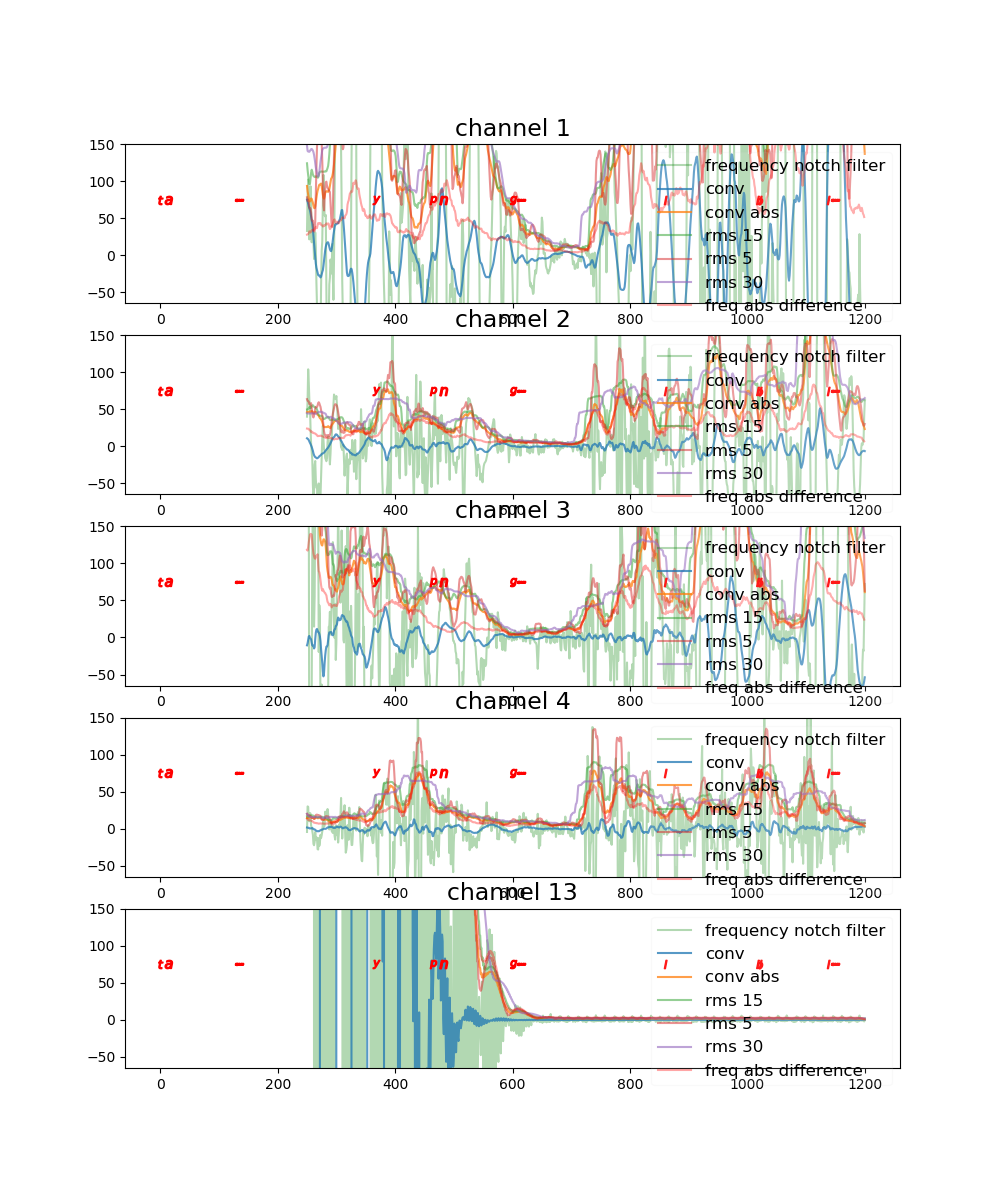 channel 1
150
100
50
0
−50
0 200 400 600 800 1000 1200
ta – y pn g– l l–
frequency notch filter
conv
conv abs
rms 15
rms 5
rms 30
freq abs difference
channel 2
150
100
50
0
−50
0 200 400 600 800 1000 1200
ta – y pn g– l l–
frequency notch filter
conv
conv abs
rms 15
rms 5
rms 30
freq abs difference
channel 3
150
100
50
0
−50
0 200 400 600 800 1000 1200
ta – y pn g– l l–
frequency notch filter
conv
conv abs
rms 15
rms 5
rms 30
freq abs difference
channel 4
150
100
50
0
−50
0 200 400 600 800 1000 1200
ta – y pn g– l l–
frequency notch filter
conv
conv abs
rms 15
rms 5
rms 30
freq abs difference
channel 13
150
100
50
0
−50
0 200 400 600 800 1000 1200
ta – y pn g– l l–
frequency notch filter
conv
conv abs
rms 15
rms 5
rms 30
freq abs difference